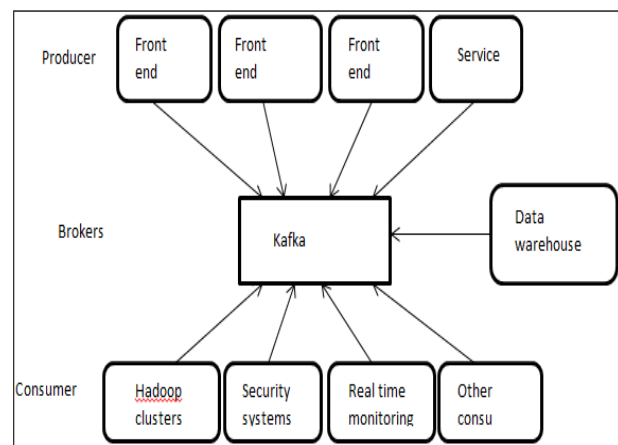 Producer
Front
end
Front
end
Front
end
Service
Brokers
Kafka
Data
warehouse
Consumer
Hadoop
clusters
Security
systems
Real time
monitoring
Other
consu